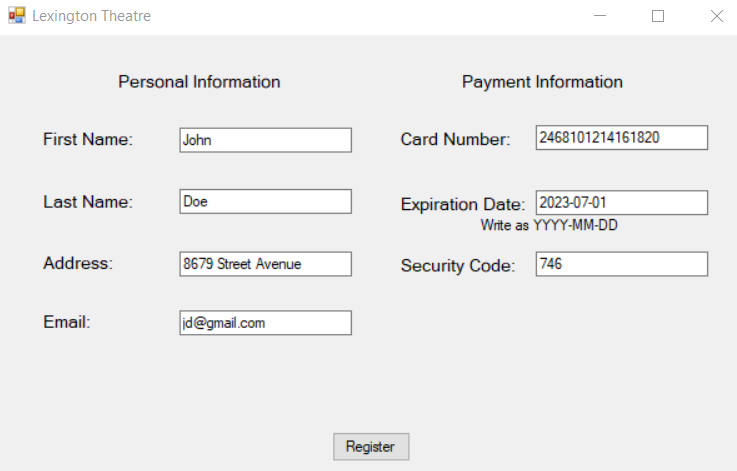 Lexington Theatre
Personal Information
Payment Information
First Name: John
Card Number: 2468101214161820
Last Name: Doe
Expiration Date: 2023-07-01
Write as YYYY-MM-DD
Address: 8679 Street Avenue
Security Code: 746
Email: jd@gmail.com
Register